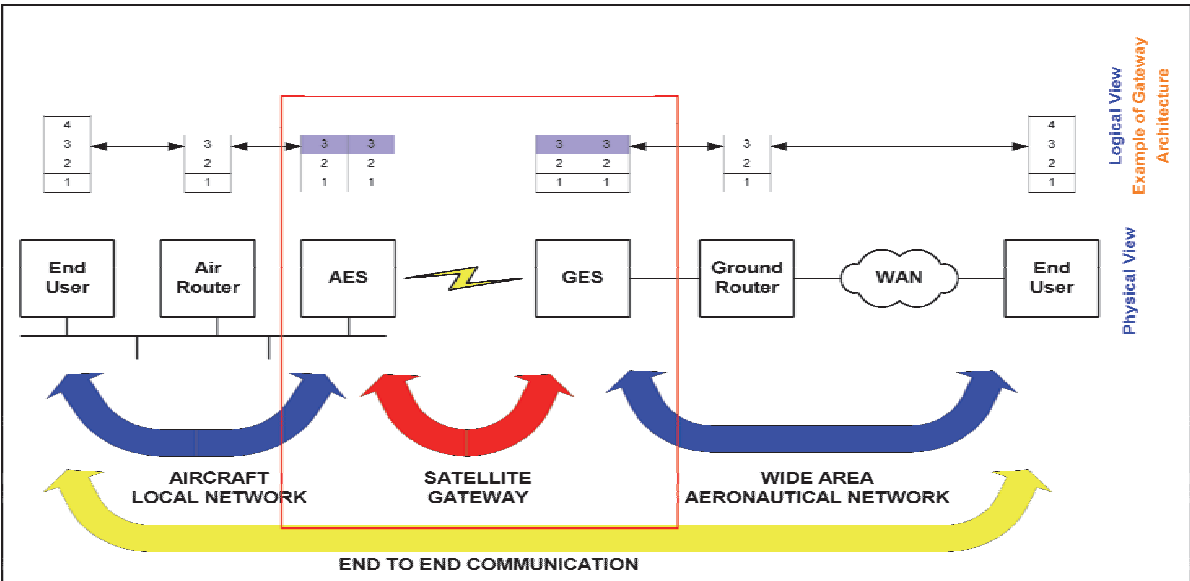 4
3
2
1
3
2
1
3 3
2 2
1 1
3 3
2 2
1 1
3
2
1
4
3
2
1
Logical View
Example of Gateway
Architecture
End
User
Air
Router
AES
GES
Ground
Router
WAN
End
User
Physical View
AIRCRAFT
LOCAL NETWORK
SATELLITE
GATEWAY
WIDE AREA
AERONAUTICAL NETWORK
END TO END COMMUNICATION